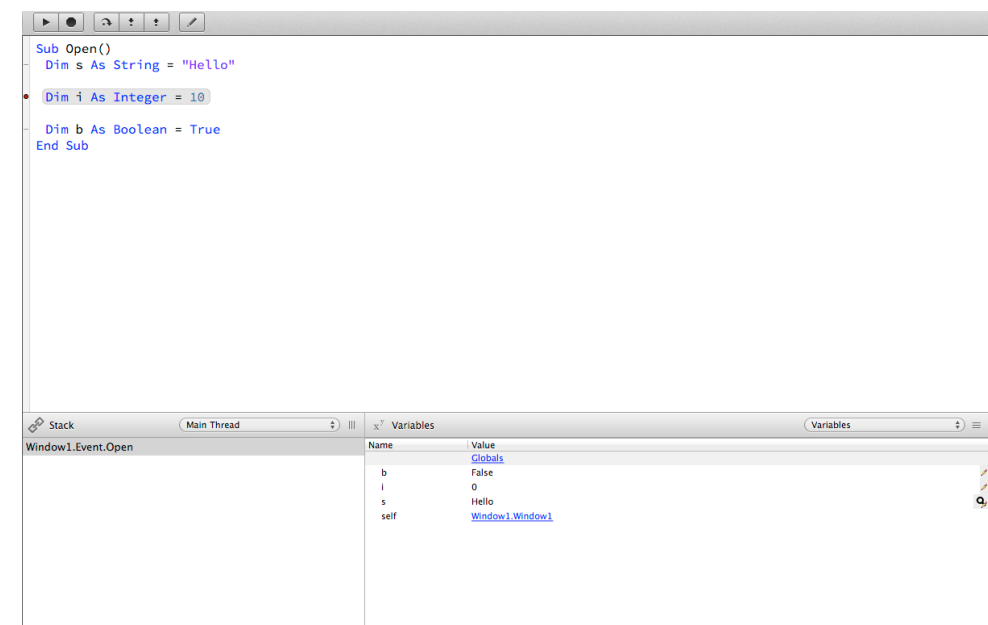 Sub Open()
Dim s As String = "Hello"
Dim i As Integer = 10
Dim b As Boolean = True
End Sub
Stack Main Thread
Window1.Event.Open
xy Variables Variables
Name Value
Globals
b False
i 0
s Hello
self Window1.Window1